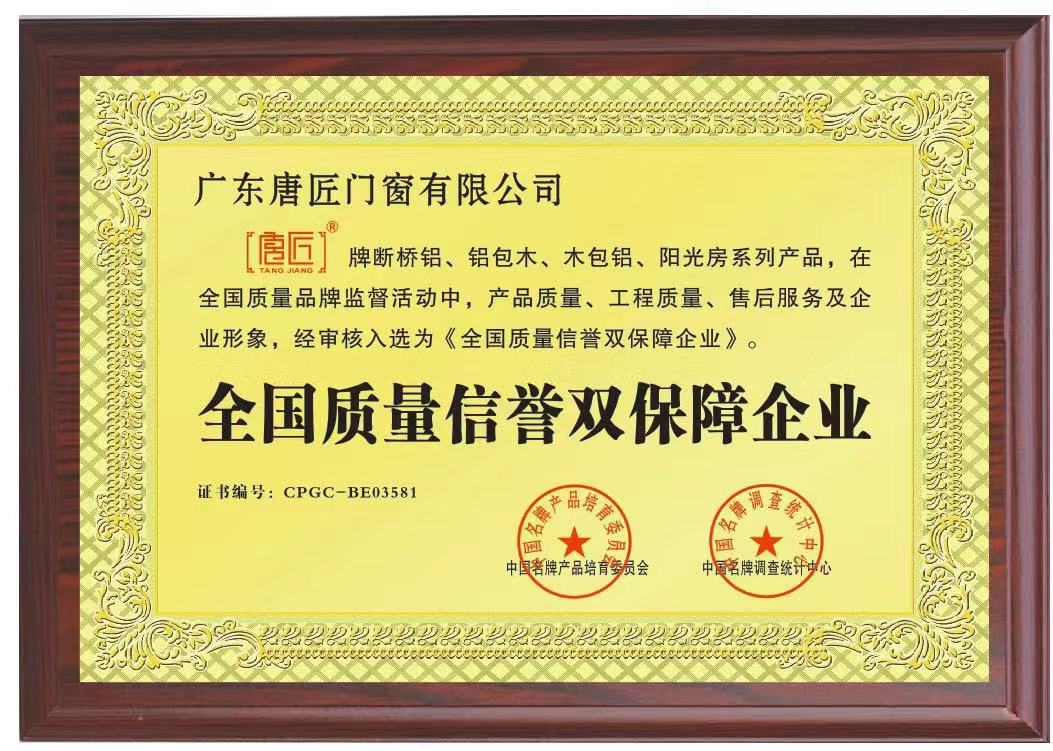 广东唐匠门窗有限公司
唐匠® 牌断桥铝、铝包木、木包铝、阳光房系列产品，在
TANG JIANG
全国质量品牌监督活动中，产品质量、工程质量、售后服务及企
业形象，经审核入选为《全国质量信誉双保障企业》。
全国质量信誉双保障企业
证书编号：CPGC-BE03581
中国名牌产品培育委员会
中国名牌调查统计中心
中国名牌产品培育委员会
中国名牌调查统计中心